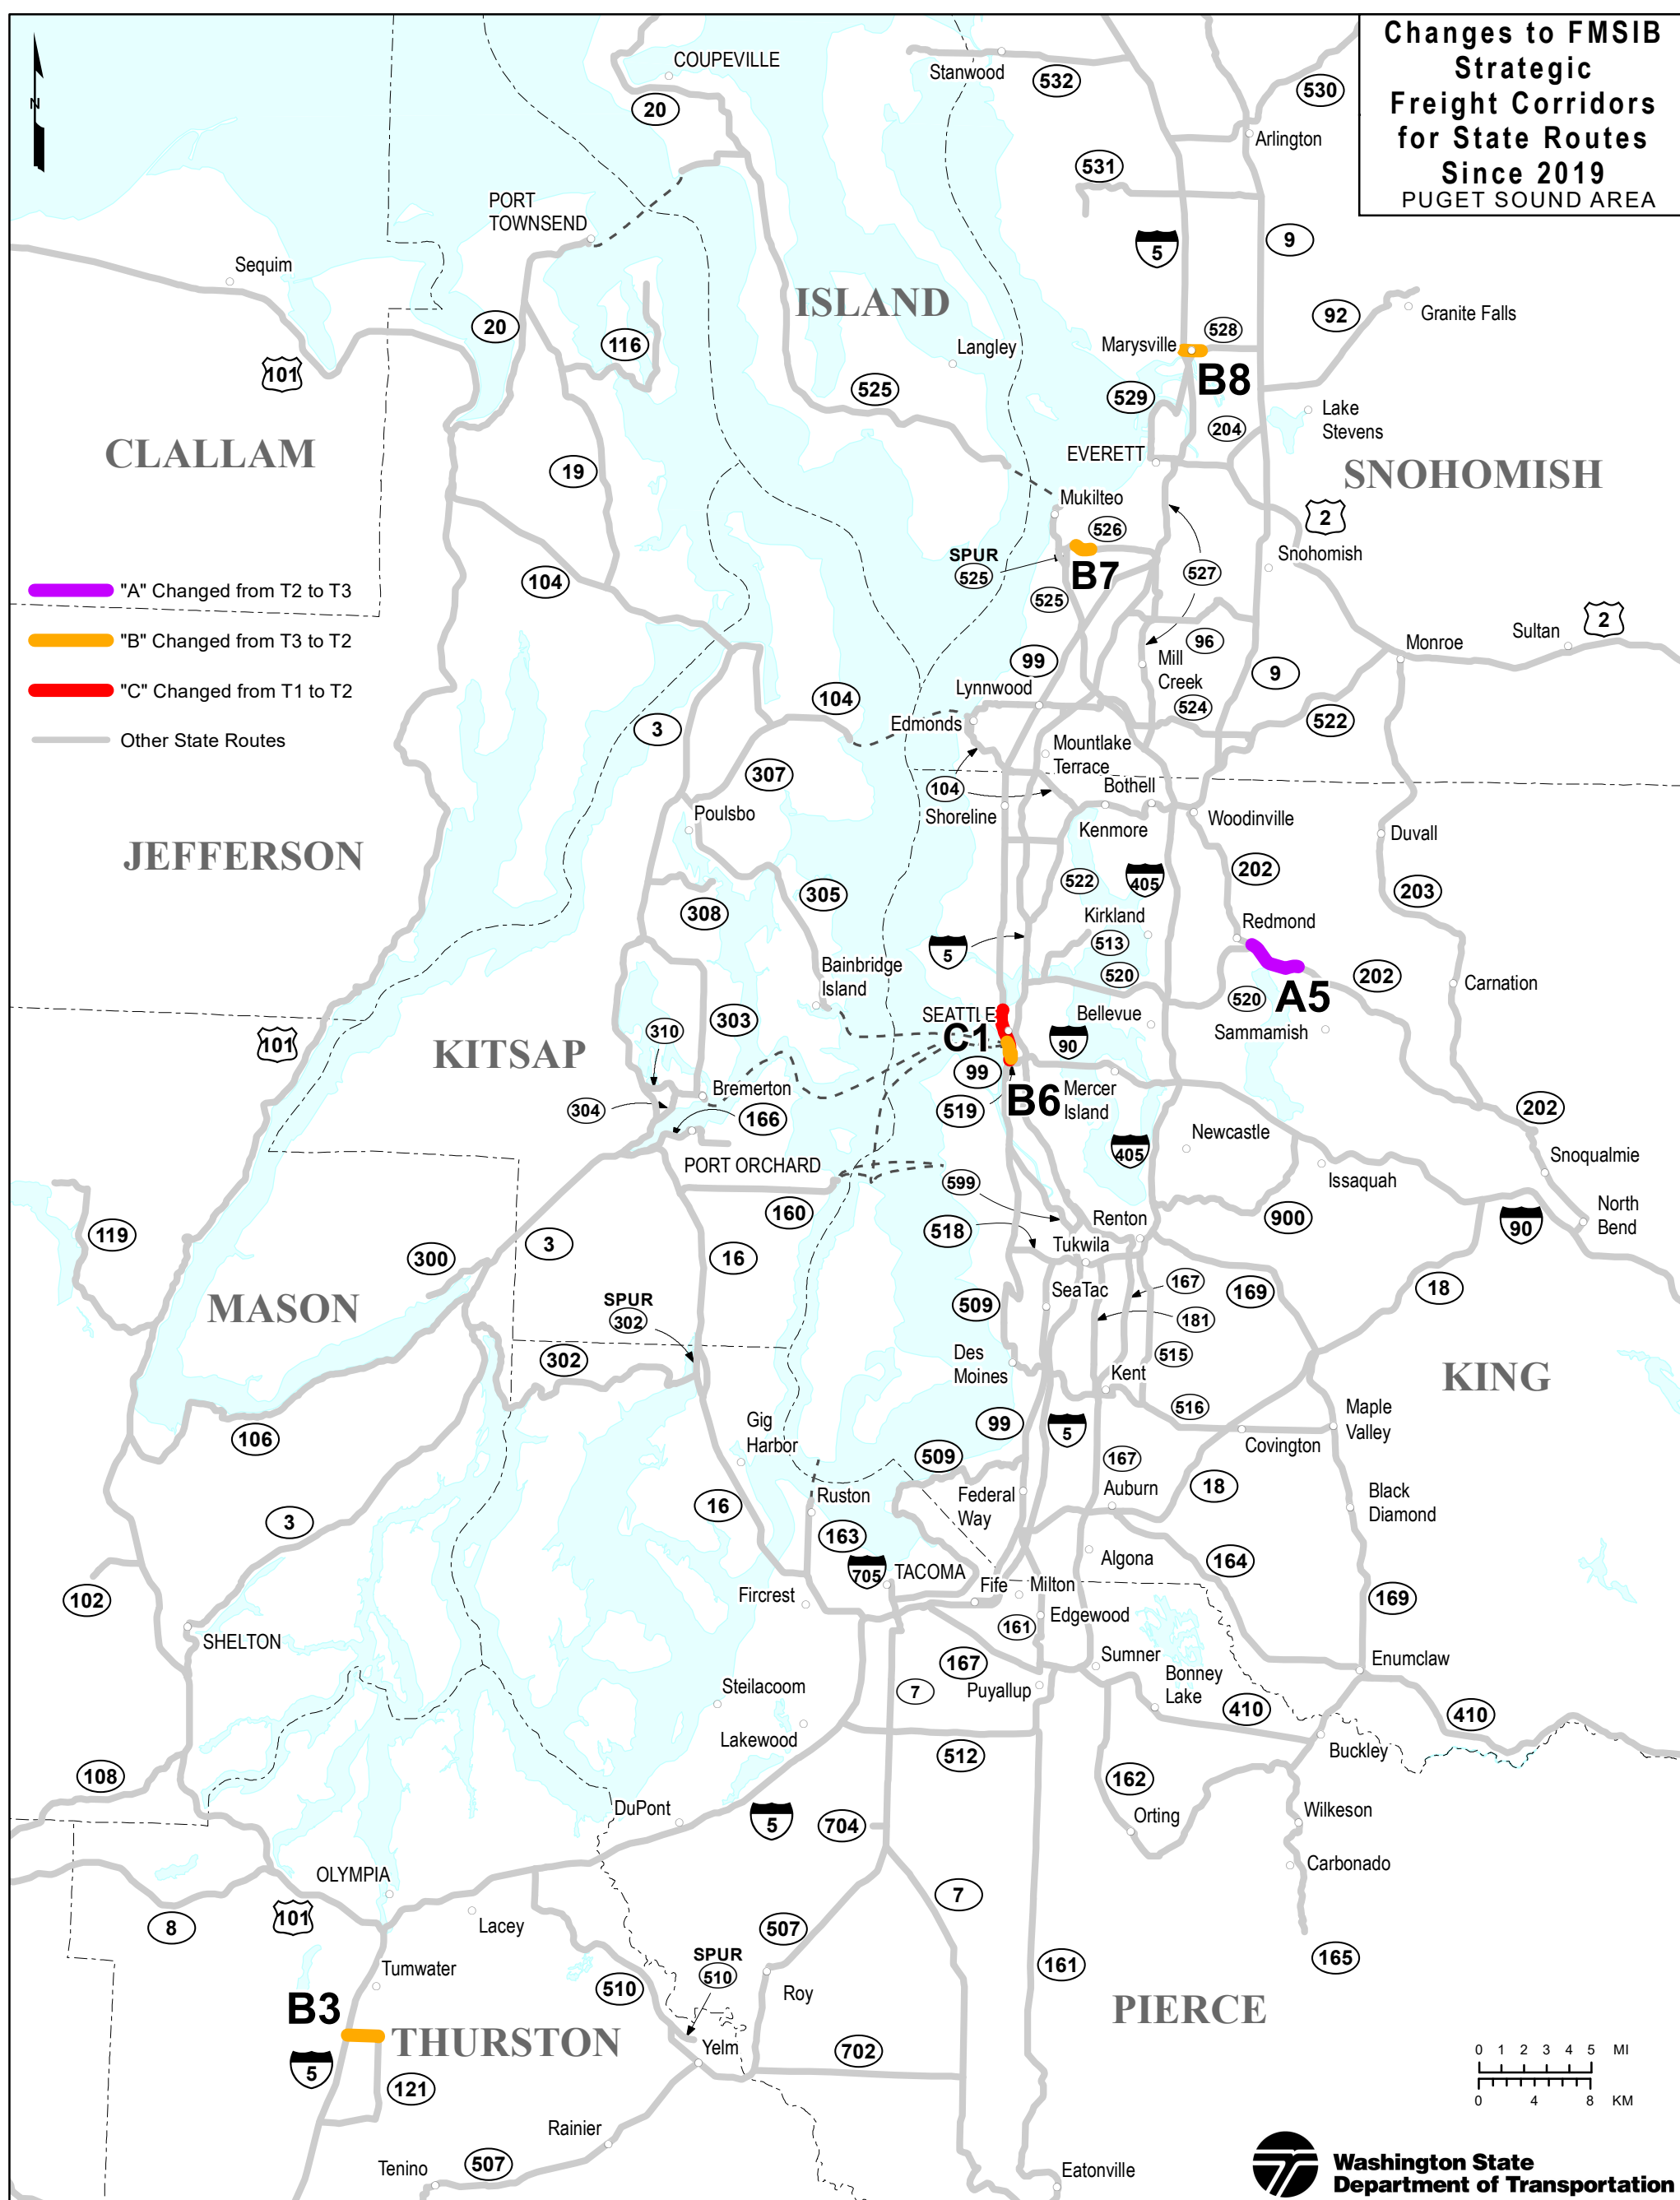 Changes to FMSIB
Strategic
Freight Corridors
for State Routes
Since 2019
PUGET SOUND AREA
N
COUPEVILLE
20
Stanwood
532
530
Arlington
531
PORT
TOWNSEND
5
9
Sequim
ISLAND
20
116
101
Langley
525
Marysville
528
92
Granite Falls
B8
529
204
Lake
Stevens
CLALLAM
19
EVERETT
SNOHOMISH
Mukilteo
526
2
Snohomish
SPUR
525
B7
527
525
"A" Changed from T2 to T3
"B" Changed from T3 to T2
"C" Changed from T1 to T2
Other State Routes
104
96
2
Sultan
Monroe
99
Mill
Creek
9
Lynnwood
524
522
104
Edmonds
3
Mountlake
Terrace
307
104
Bothell
Shoreline
Kenmore
Woodinville
Poulsbo
Duvall
JEFFERSON
202
203
305
522
405
308
Kirkland
Redmond
513
5
520
Bainbridge
Island
202
Carnation
520
A5
SEATTLE
Bellevue
Sammamish
303
310
101
KITSAP
C1
90
99
Bremerton
B6
Mercer
Island
304
166
519
202
Newcastle
405
PORT ORCHARD
Snoqualmie
Issaquah
599
160
119
Renton
900
North
Bend
90
518
Tukwila
3
300
16
167
SeaTac
169
18
MASON
SPUR
302
509
181
302
Des
Moines
515
Kent
KING
516
Maple
Valley
106
Gig
Harbor
99
5
Covington
509
167
16
Ruston
Federal
Way
Auburn
18
Black
Diamond
3
163
Algona
164
705
TACOMA
Fife
Milton
102
Fircrest
Edgewood
169
161
SHELTON
167
Sumner
Enumclaw
Steilacoom
7
Puyallup
Bonney
Lake
410
410
Lakewood
512
Buckley
108
162
DuPont
5
704
Orting
Wilkeson
Carbonado
OLYMPIA
7
8
101
Lacey
507
165
SPUR
510
Tumwater
510
161
Roy
B3
PIERCE
THURSTON
Yelm
702
5
121
0 1 2 3 4 5 MI
0 4 8 KM
Rainier
507
Tenino
Eatonville
Washington State
Department of Transportation